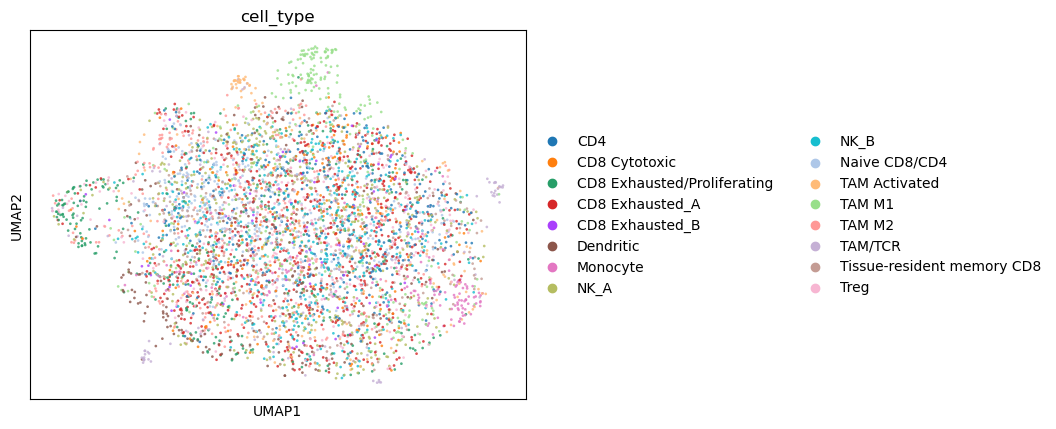 cell_type
UMAP2
UMAP1
CD4
CD8 Cytotoxic
CD8 Exhausted/Proliferating
CD8 Exhausted_A
CD8 Exhausted_B
Dendritic
Monocyte
NK_A
NK_B
Naive CD8/CD4
TAM Activated
TAM M1
TAM M2
TAM/TCR
Tissue-resident memory CD8
Treg